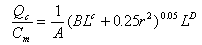 Q_c/C_m = 1/A (BL^c + 0.25r^2)^0.05 L^D